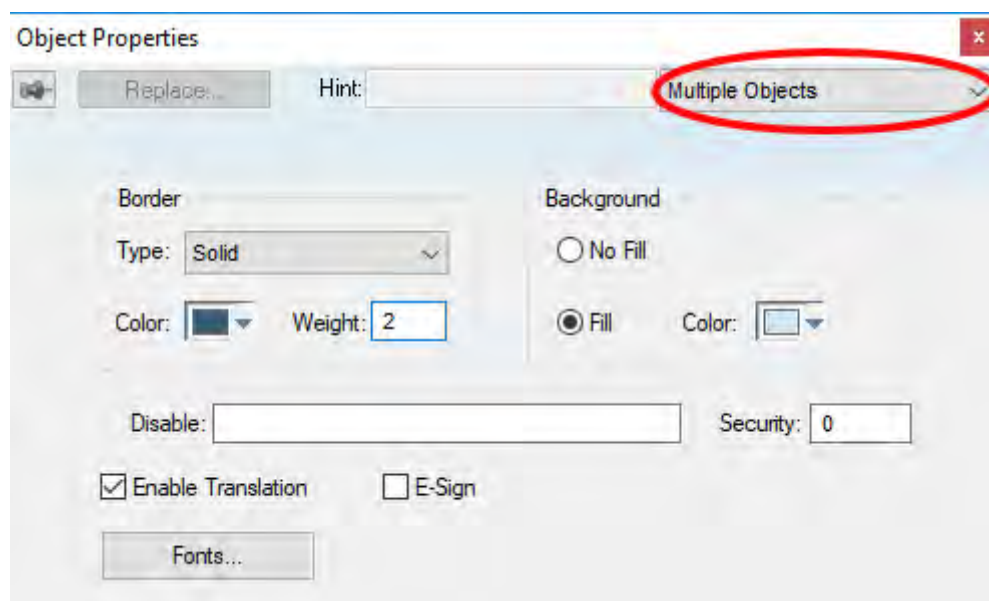 Object Properties
x
Replace... Hint: Multiple Objects
Border Background
Type: Solid No Fill
Color: Weight: 2 Fill Color:
Disable: Security: 0
Enable Translation E-Sign
Fonts...